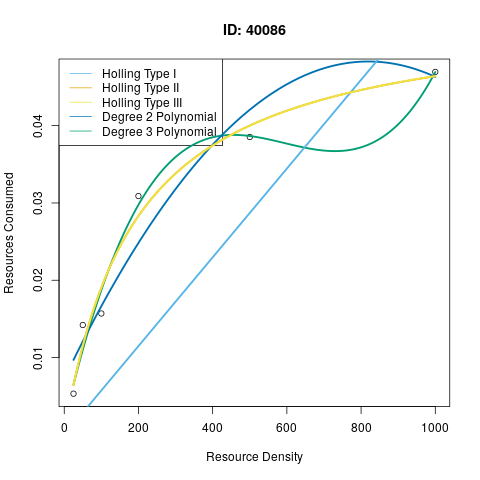 ID: 40086
Holling Type I
Holling Type II
Holling Type III
Degree 2 Polynomial
Degree 3 Polynomial
Resources Consumed
0.04
0.03
0.02
0.01
0 200 400 600 800 1000
Resource Density